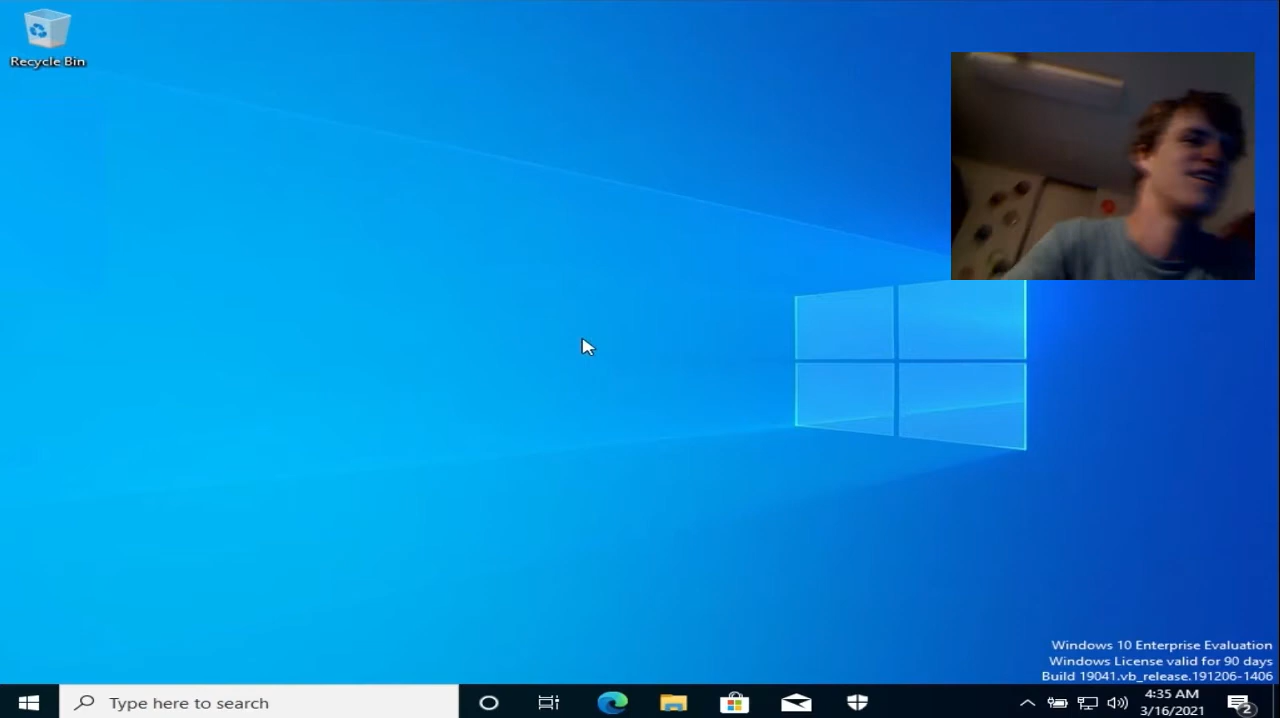 Recycle Bin
Windows 10 Enterprise Evaluation
Windows License valid for 90 days
Build 19041.vb_release.191206-1406
Type here to search
4:35 AM
3/16/2021
2